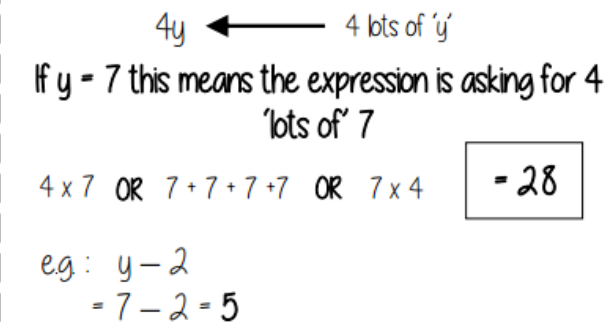 4y 4 lots of 'y'
If y = 7 this means the expression is asking for 4
'lots of' 7
4 x 7 OR 7 + 7 + 7 +7 OR 7 x 4 = 28
e.g. : y – 2
= 7 – 2 = 5